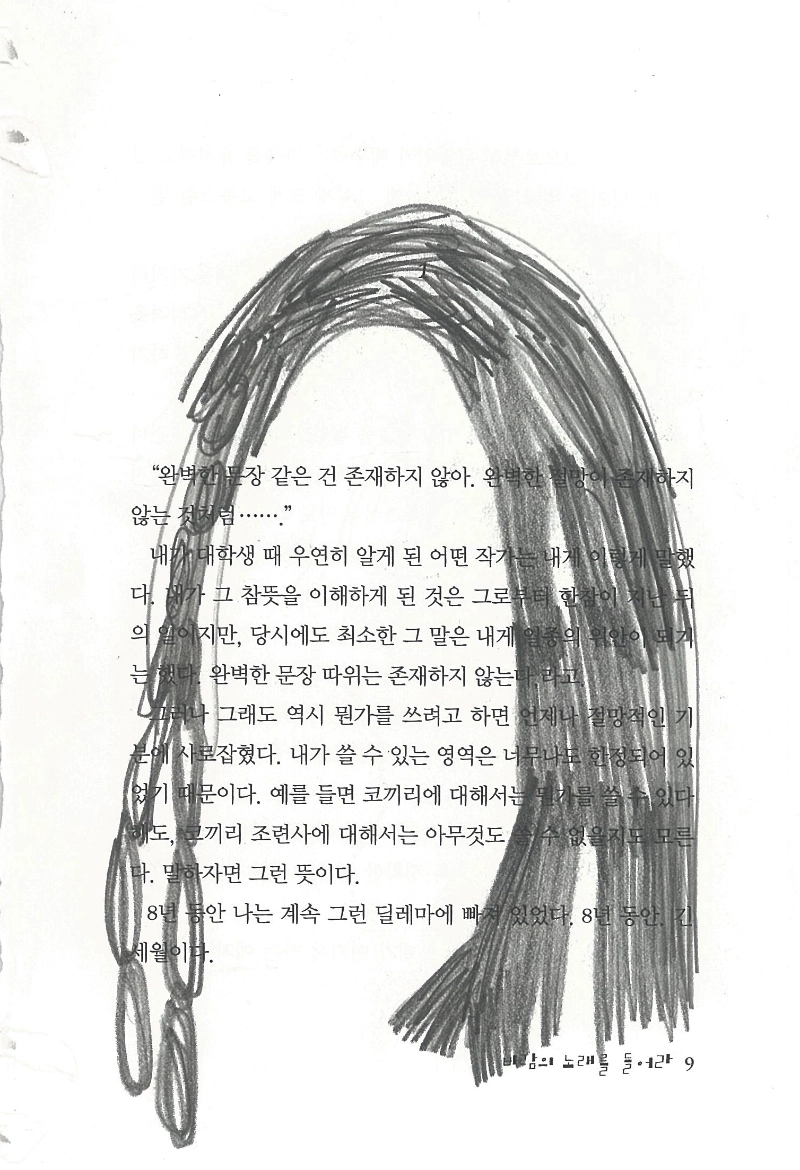 1
“완벽한 문장 같은 건 존재하지 않아. 완벽한 절망이 존재하지
않는 것처럼…….”
내가 대학생 때 우연히 알게 된 어떤 작가는 내게 이렇게 말했
다. 내가 그 참뜻을 이해하게 된 것은 그로부터 한참이 지난 뒤
의 일이지만, 당시에도 최소한 그 말은 내게 일종의 위안이 되기
는 했다. 완벽한 문장 따위는 존재하지 않는다 라고.
그러나 그래도 역시 뭔가를 쓰려고 하면 언제나 절망적인 기
분에 사로잡혔다. 내가 쓸 수 있는 영역은 너무나도 한정되어 있
었기 때문이다. 예를 들면 코끼리에 대해서는 뭔가를 쓸 수 있다
해도, 코끼리 조련사에 대해서는 아무것도 쓸 수 없을지도 모른
다. 말하자면 그런 뜻이다.
8년 동안 나는 계속 그런 딜레마에 빠져 있었다. 8년 동안. 긴
세월이다.
바람의 노래를 들어라 9